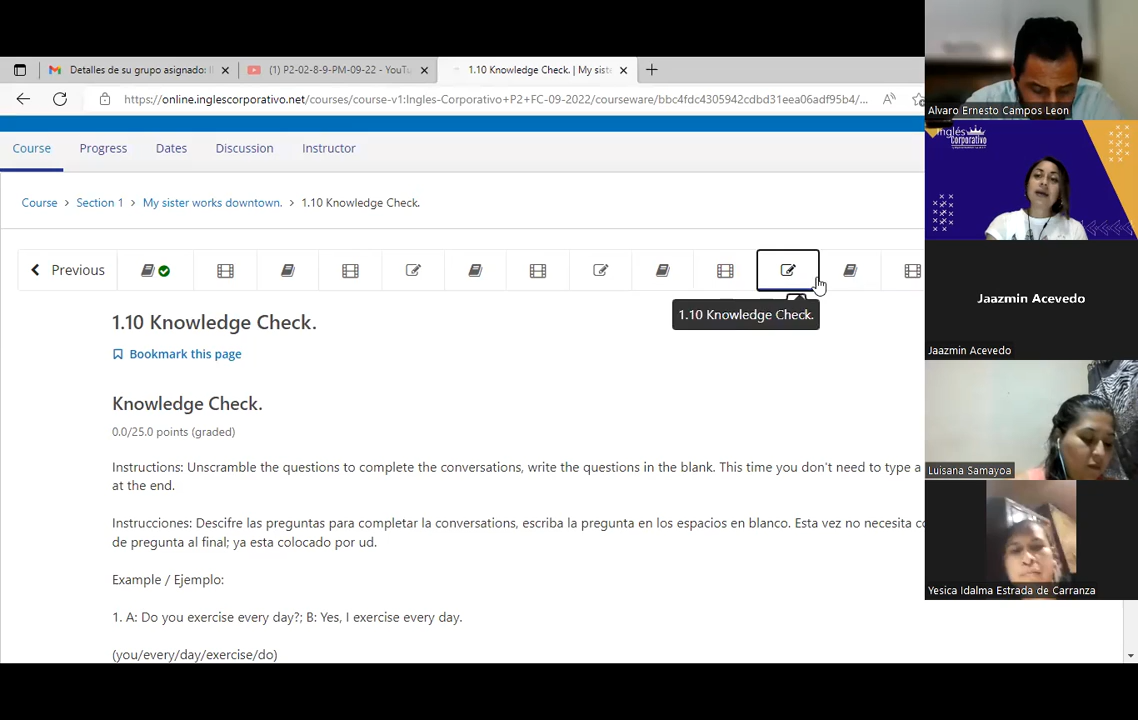 Detalles de su grupo asignado: I
(1) P2-02-8-9-PM-09-22 - YouTu
1.10 Knowledge Check. | My siste
https://online.inglescorporativo.net/courses/course-v1:Ingles-Corporativo+P2+FC-09-2022/courseware/bbc4fdc4305942cdbd31eea06adf95b4/...
Alvaro Ernesto Campos Leon
Inglés
Corporativo
Course
Progress
Dates
Discussion
Instructor
Course > Section 1 > My sister works downtown. > 1.10 Knowledge Check.
Previous
1.10 Knowledge Check.
Jaazmin Acevedo
Jaazmin Acevedo
1.10 Knowledge Check.
Bookmark this page
Knowledge Check.
0.0/25.0 points (graded)
Instructions: Unscramble the questions to complete the conversations, write the questions in the blank. This time you don't need to type a
at the end.
Luisana Samayoa
Instrucciones: Descifre las preguntas para completar la conversations, escriba la pregunta en los espacios en blanco. Esta vez no necesita co
de pregunta al final; ya esta colocado por ud.
Example / Ejemplo:
Yesica Idalma Estrada de Carranza
1. A: Do you exercise every day?; B: Yes, I exercise every day.
(you/every/day/exercise/do)